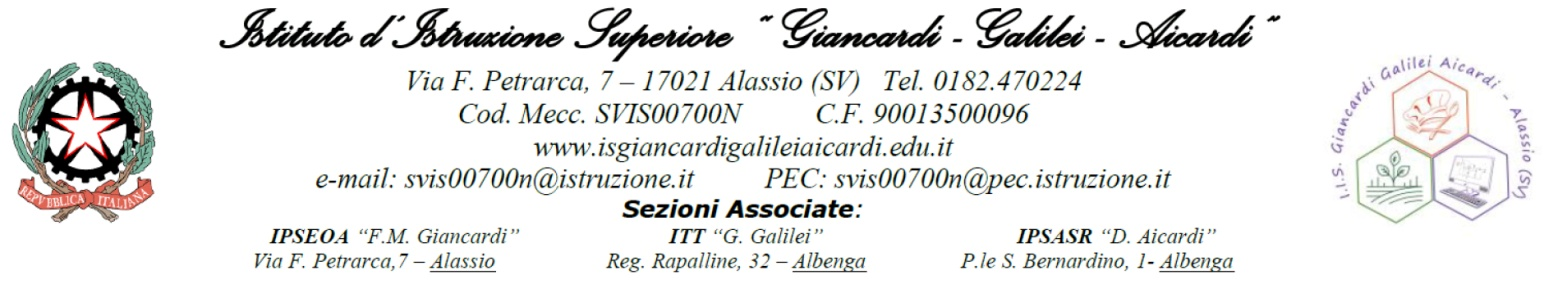 Istituto d'Istruzione Superiore "Giancardi - Galilei - Aicardi"
Via F. Petrarca, 7 – 17021 Alassio (SV) Tel. 0182.470224
Cod. Mecc. SVIS00700N C.F. 90013500096
www.isgiancardigalileiaicardi.edu.it
e-mail: svis00700n@istruzione.it PEC: svis00700n@pec.istruzione.it
Sezioni Associate:
IPSEOA “F.M. Giancardi” ITT “G. Galilei” IPSASR “D. Aicardi”
Via F. Petrarca,7 – Alassio Reg. Rapalline, 32 – Albenga P.le S. Bernardino, 1- Albenga
REPVBBLICA ITALIANA
I.I.S. Giancardi Galilei Aicardi - Alassio (SV)